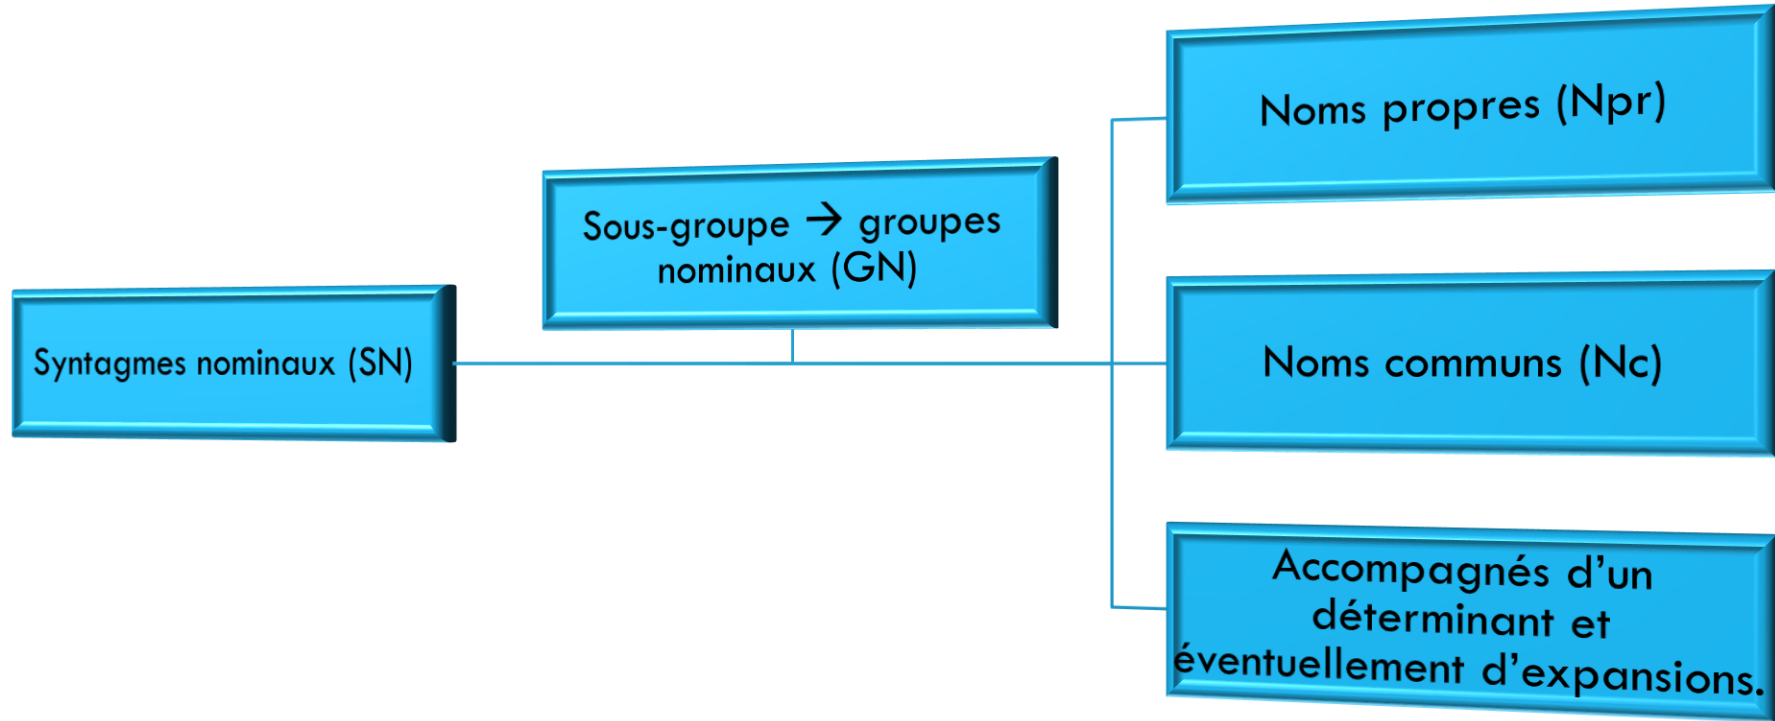 Syntagmes nominaux (SN)
Sous-groupe → groupes
nominaux (GN)
Noms propres (Npr)
Noms communs (Nc)
Accompagnés d’un
déterminant et
éventuellement d’expansions.